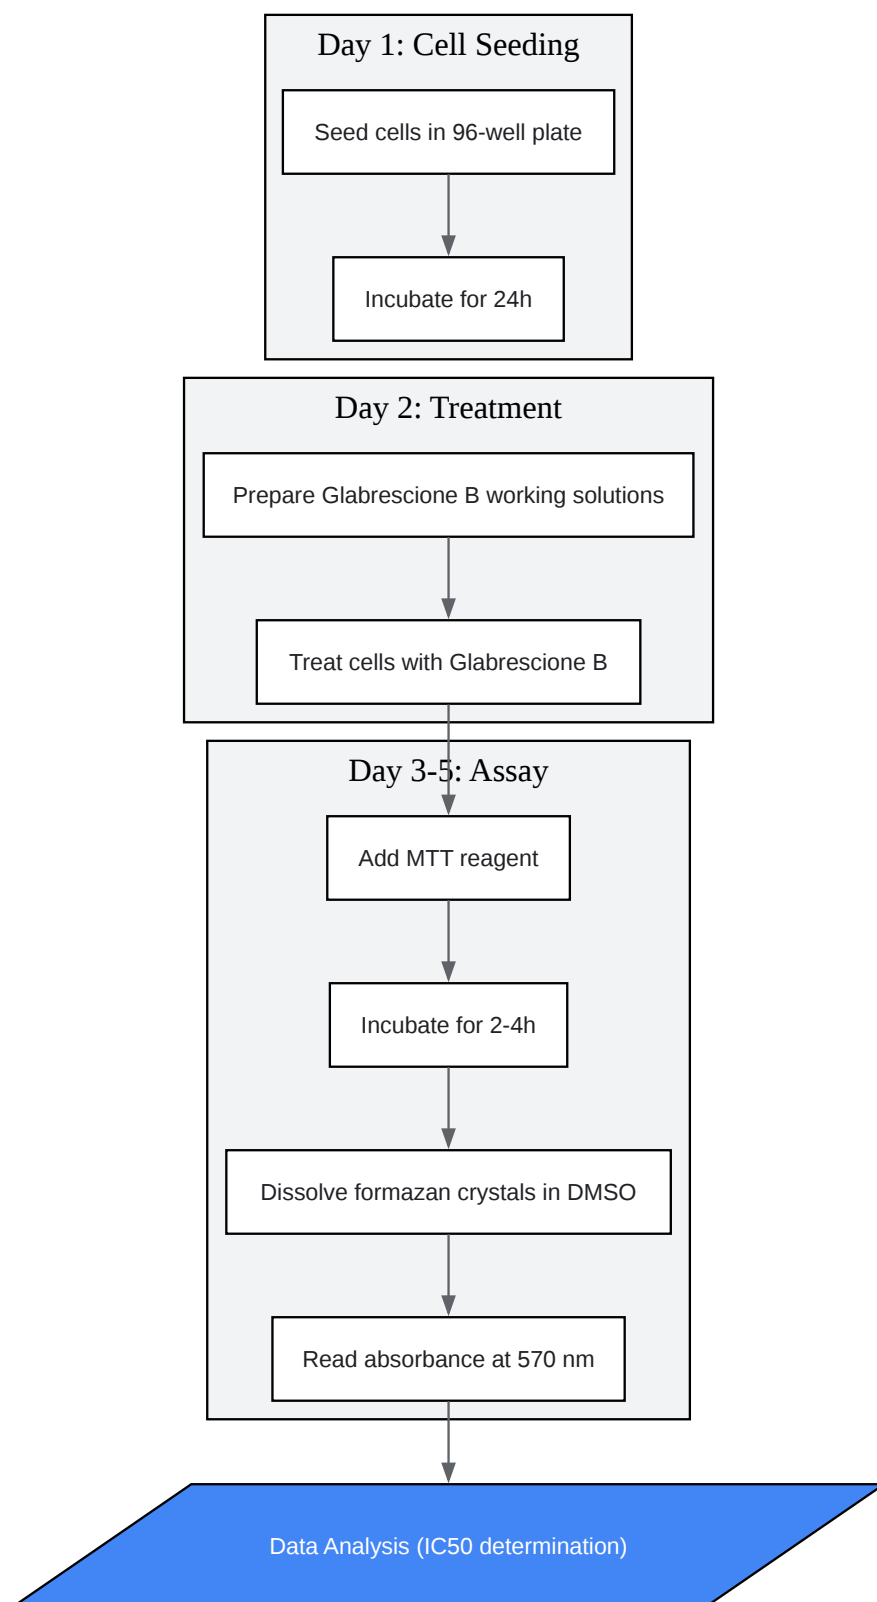 Day 1: Cell Seeding
Seed cells in 96-well plate
Incubate for 24h
Day 2: Treatment
Prepare Glabrescione B working solutions
Treat cells with Glabrescione B
Day 3-5: Assay
Add MTT reagent
Incubate for 2-4h
Dissolve formazan crystals in DMSO
Read absorbance at 570 nm
Data Analysis (IC50 determination)